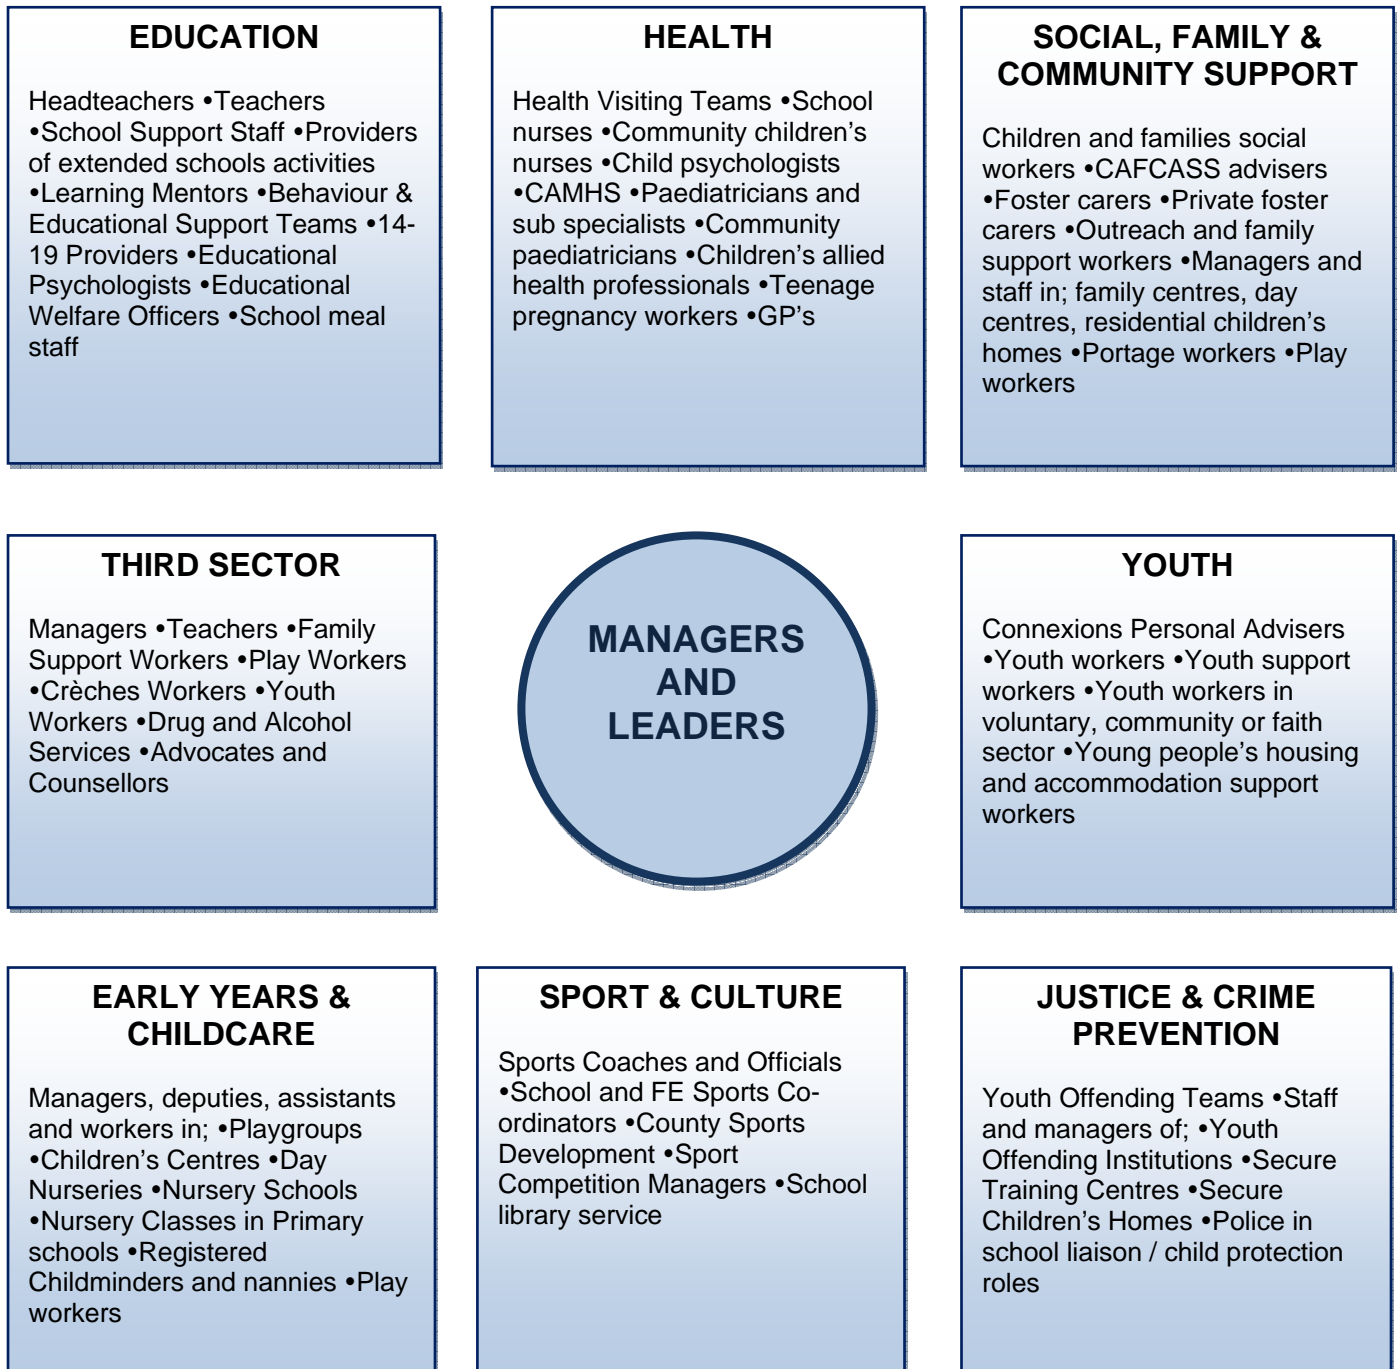 EDUCATION
Headteachers •Teachers
•School Support Staff •Providers
of extended schools activities
•Learning Mentors •Behaviour &
Educational Support Teams •14-
19 Providers •Educational
Psychologists •Educational
Welfare Officers •School meal
staff
HEALTH
Health Visiting Teams •School
nurses •Community children’s
nurses •Child psychologists
•CAMHS •Paediatricians and
sub specialists •Community
paediatricians •Children’s allied
health professionals •Teenage
pregnancy workers •GP’s
SOCIAL, FAMILY &
COMMUNITY SUPPORT
Children and families social
workers •CAFCASS advisers
•Foster carers •Private foster
carers •Outreach and family
support workers •Managers and
staff in; family centres, day
centres, residential children’s
homes •Portage workers •Play
workers
THIRD SECTOR
Managers •Teachers •Family
Support Workers •Play Workers
•Crèches Workers •Youth
Workers •Drug and Alcohol
Services •Advocates and
Counsellors
MANAGERS
AND
LEADERS
YOUTH
Connexions Personal Advisers
•Youth workers •Youth support
workers •Youth workers in
voluntary, community or faith
sector •Young people’s housing
and accommodation support
workers
EARLY YEARS &
CHILDCARE
Managers, deputies, assistants
and workers in; •Playgroups
•Children’s Centres •Day
Nurseries •Nursery Schools
•Nursery Classes in Primary
schools •Registered
Childminders and nannies •Play
workers
SPORT & CULTURE
Sports Coaches and Officials
•School and FE Sports Co-
ordinators •County Sports
Development •Sport
Competition Managers •School
library service
JUSTICE & CRIME
PREVENTION
Youth Offending Teams •Staff
and managers of; •Youth
Offending Institutions •Secure
Training Centres •Secure
Children’s Homes •Police in
school liaison / child protection
roles